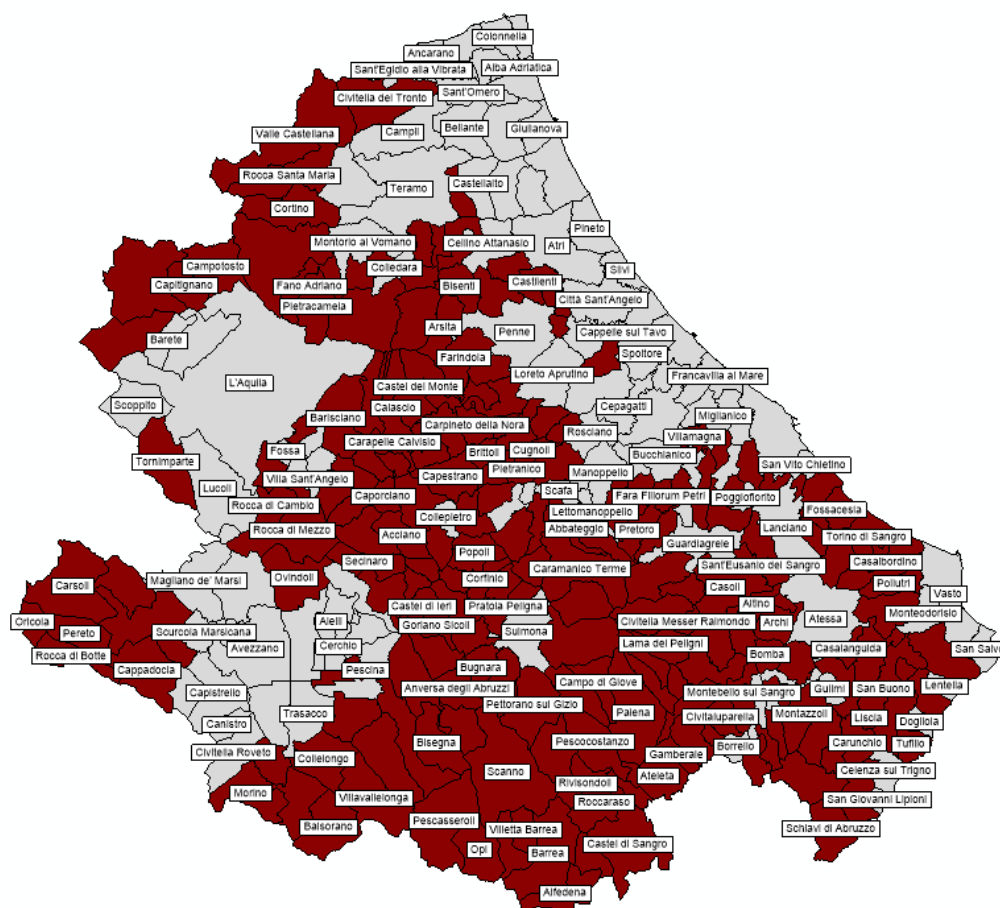 Colonnella
Ancarano
Sant'Egidio alla Vibrata
Alba Adriatica
Civitella del Tronto
Sant'Omero
Valle Castellana
Campli
Bellante
Giulianova
Rocca Santa Maria
Teramo
Castellalto
Cortino
Pineto
Montorio al Vomano
Cellino Attanasio
Atri
Campotosto
Colledara
Silvi
Capitignano
Fano Adriano
Bisenti
Castilenti
Pietracamela
Città Sant'Angelo
Arsita
Penne
Cappelle sul Tavo
Barete
Farindola
Spoltore
L'Aquila
Castel del Monte
Loreto Aprutino
Francavilla al Mare
Scoppito
Calascio
Cepagatti
Barisciano
Carpineto della Nora
Miglianico
Rosciano
Villamagna
Carapelle Calvisio
Fossa
Brittoli
Cugnoli
Bucchianico
Tornimparte
Pietranico
San Vito Chietino
Villa Sant'Angelo
Capestrano
Manoppello
Lucoli
Caporciano
Scafa
Fara Filiorum Petri
Poggiofiorito
Rocca di Cambio
Collepietro
Lettomanoppello
Fossacesia
Rocca di Mezzo
Acciano
Abbateggio
Pretoro
Lanciano
Torino di Sangro
Guardiagrele
Popoli
Secinaro
Caramanico Terme
Sant'Eusanio del Sangro
Casalbordino
Magliano de' Marsi
Ovindoli
Corfinio
Pollutri
Carsoli
Casoli
Vasto
Aielli
Castel di Ieri
Pratola Peligna
Altino
Monteodorisio
Oricola
Goriano Sicoli
Civitella Messer Raimondo
Archi
Atessa
Pereto
Scurcola Marsicana
Sulmona
Cerchio
Lama dei Peligni
Avezzano
San Salvo
Rocca di Botte
Bomba
Casalanguida
Cappadocia
Pescina
Bugnara
Campo di Giove
Lentella
Capistrello
Anversa degli Abruzzi
Montebello sul Sangro
Guilmi
San Buono
Pettorano sul Gizio
Trasacco
Palena
Civitaluparella
Montazzoli
Liscia
Canistro
Dogliola
Bisegna
Pescocostanzo
Carunchio
Tufillo
Civitella Roveto
Borrello
Collelongo
Gamberale
Scanno
Celenza sul Trigno
Rivisondoli
Ateleta
Morino
Villavallelonga
Roccaraso
San Giovanni Lipioni
Pescasseroli
Balsorano
Villetta Barrea
Schiavi di Abruzzo
Castel di Sangro
Opi
Barrea
Alfedena